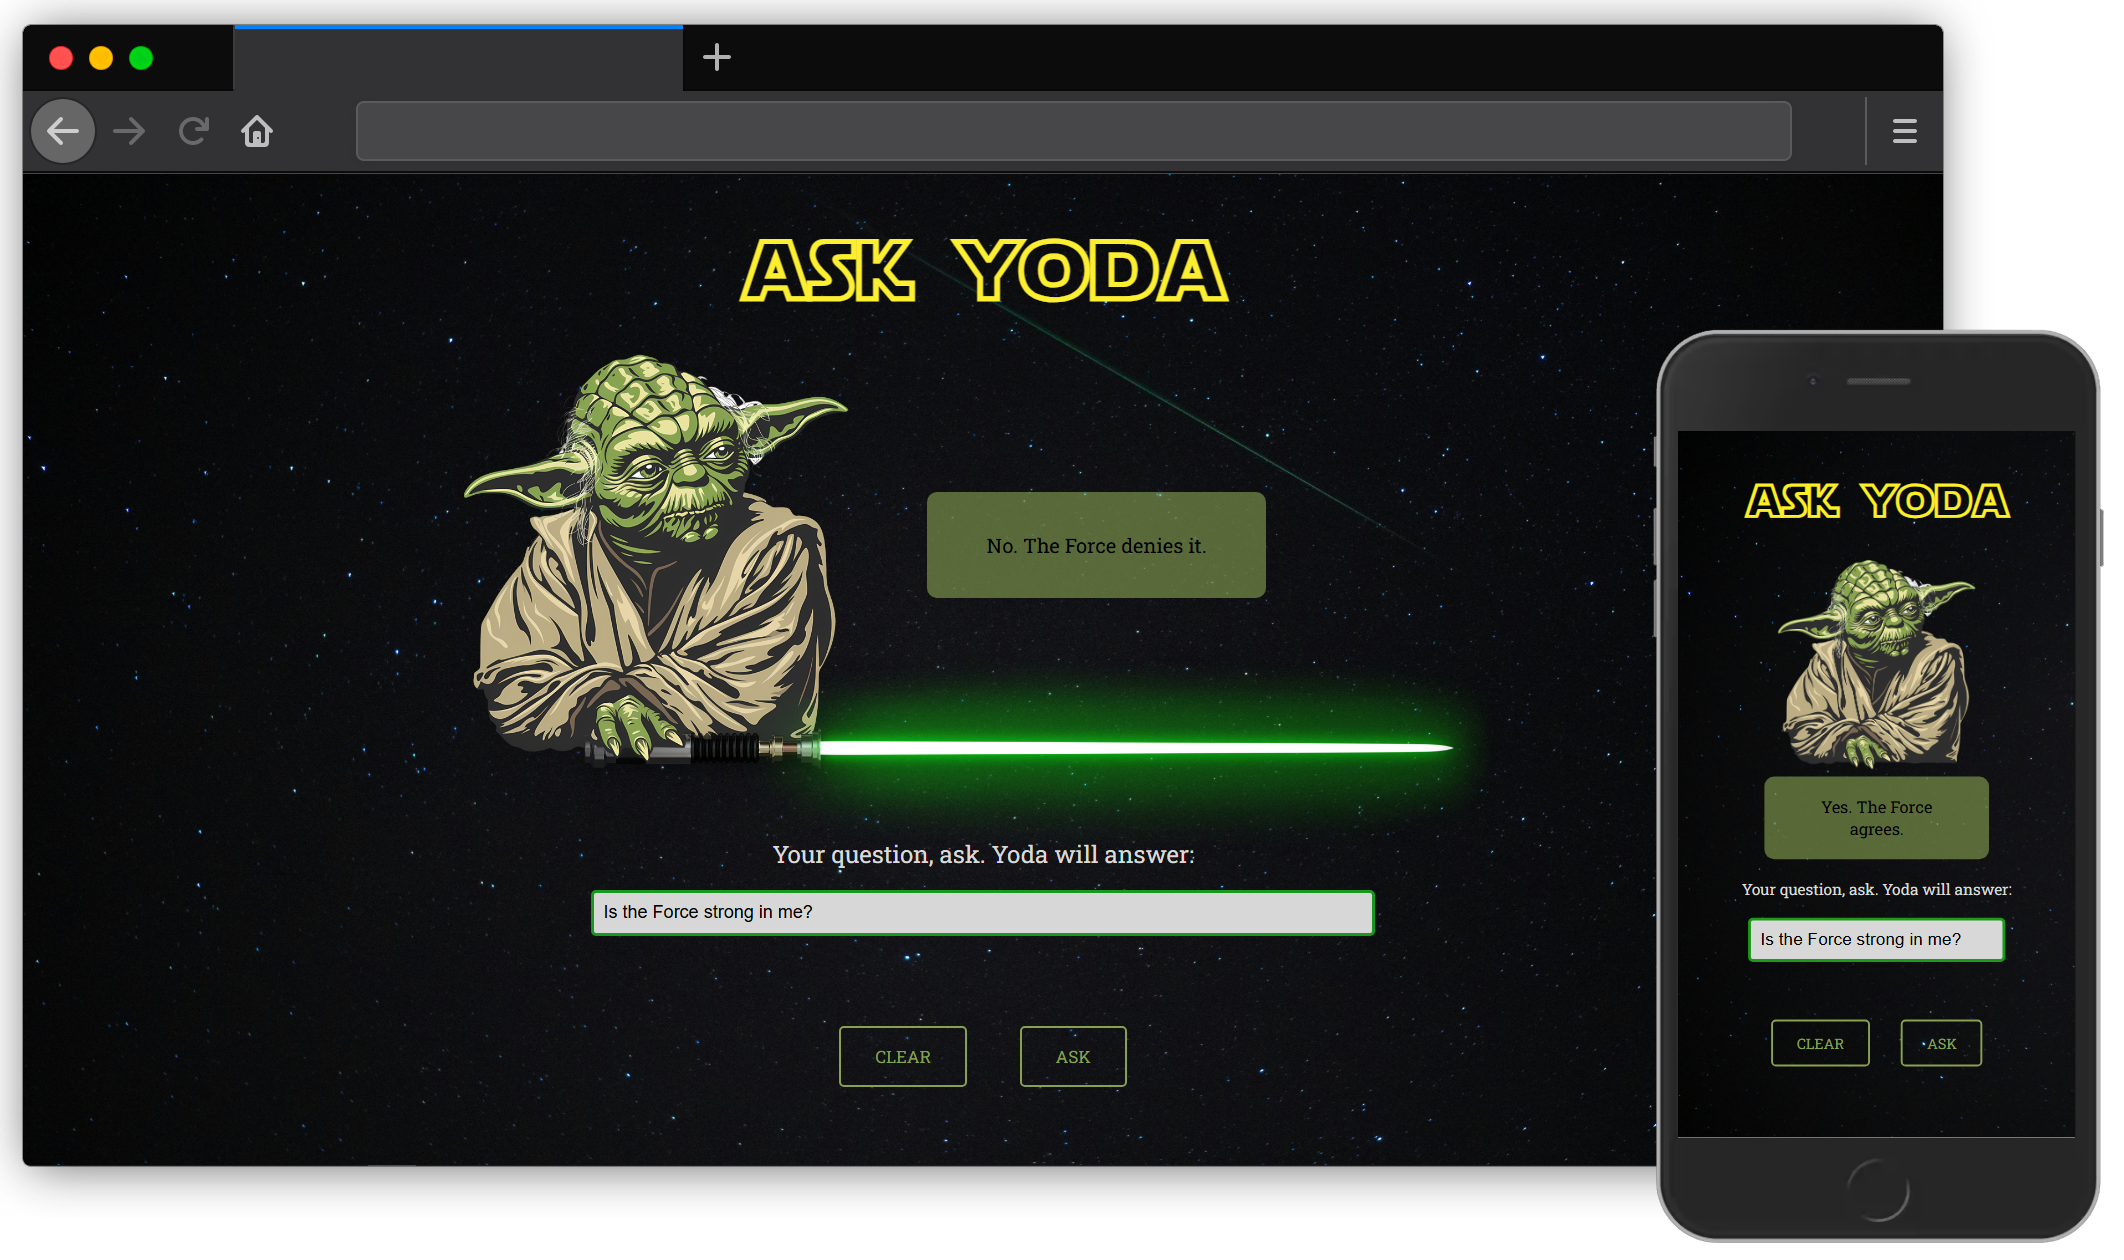 ASK YODA
No. The Force denies it.
Your question, ask. Yoda will answer:
Is the Force strong in me?
CLEAR
ASK
ASK YODA
Yes. The Force
agrees.
Your question, ask. Yoda will answer:
Is the Force strong in me?
CLEAR
ASK